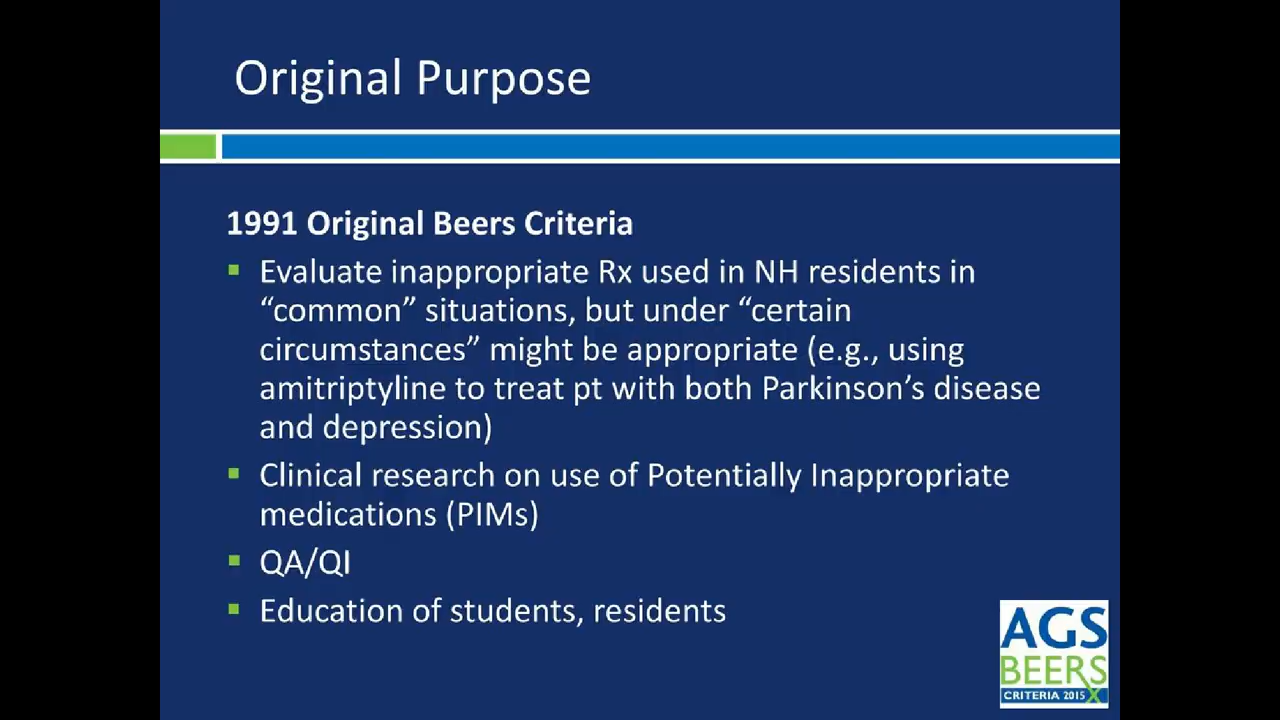 Original Purpose
1991 Original Beers Criteria
Evaluate inappropriate Rx used in NH residents in
“common” situations, but under “certain
circumstances” might be appropriate (e.g., using
amitriptyline to treat pt with both Parkinson’s disease
and depression)
Clinical research on use of Potentially Inappropriate
medications (PIMs)
QA/QI
Education of students, residents
AGS
BEERS
CRITERIA 2015